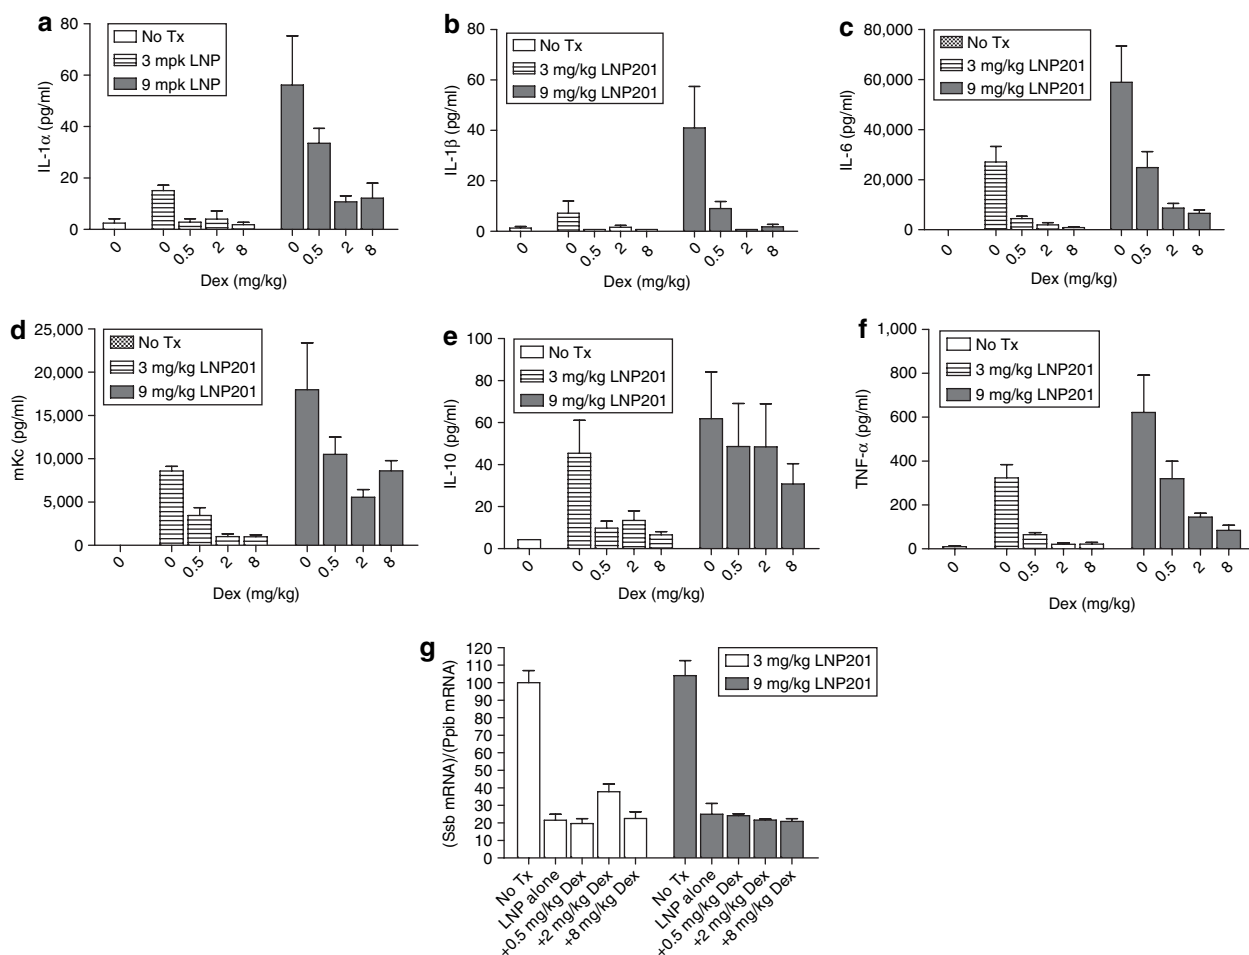 a
80
60
40
20
0
IL-1α (pg/ml)
No Tx
3 mpk LNP
9 mpk LNP
0
0
0.5
2
8
0
0.5
2
8
Dex (mg/kg)
b
80
60
40
20
0
IL-1β (pg/ml)
No Tx
3 mg/kg LNP201
9 mg/kg LNP201
0
0
0.5
2
8
0
0.5
2
8
Dex (mg/kg)
c
80,000
60,000
40,000
20,000
0
IL-6 (pg/ml)
No Tx
3 mg/kg LNP201
9 mg/kg LNP201
0
0
0.5
2
8
0
0.5
2
8
Dex (mg/kg)
d
25,000
20,000
15,000
10,000
5,000
0
mKc (pg/ml)
No Tx
3 mg/kg LNP201
9 mg/kg LNP201
0
0
0.5
2
8
0
0.5
2
8
Dex (mg/kg)
e
100
80
60
40
20
0
IL-10 (pg/ml)
No Tx
3 mg/kg LNP201
9 mg/kg LNP201
0
0
0.5
2
8
0
0.5
2
8
Dex (mg/kg)
f
1,000
800
600
400
200
0
TNF-α (pg/ml)
No Tx
3 mg/kg LNP201
9 mg/kg LNP201
0
0
0.5
2
8
0
0.5
2
8
Dex (mg/kg)
g
120
110
100
90
80
70
60
50
40
30
20
10
0
(Ssb mRNA)/(Ppib mRNA)
3 mg/kg LNP201
9 mg/kg LNP201
No Tx
LNP alone
+0.5 mg/kg Dex
+2 mg/kg Dex
+8 mg/kg Dex
No Tx
LNP alone
+0.5 mg/kg Dex
+2 mg/kg Dex
+8 mg/kg Dex